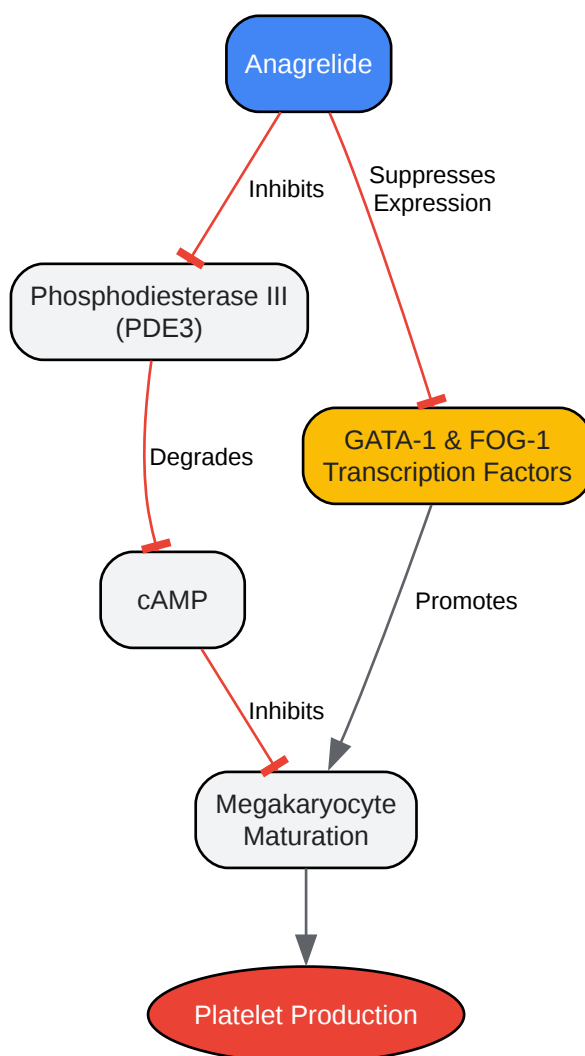 Anagrelide
Inhibits
Suppresses
Expression
Phosphodiesterase III
(PDE3)
Degrades
GATA-1 & FOG-1
Transcription Factors
cAMP
Promotes
Inhibits
Megakaryocyte
Maturation
Platelet Production